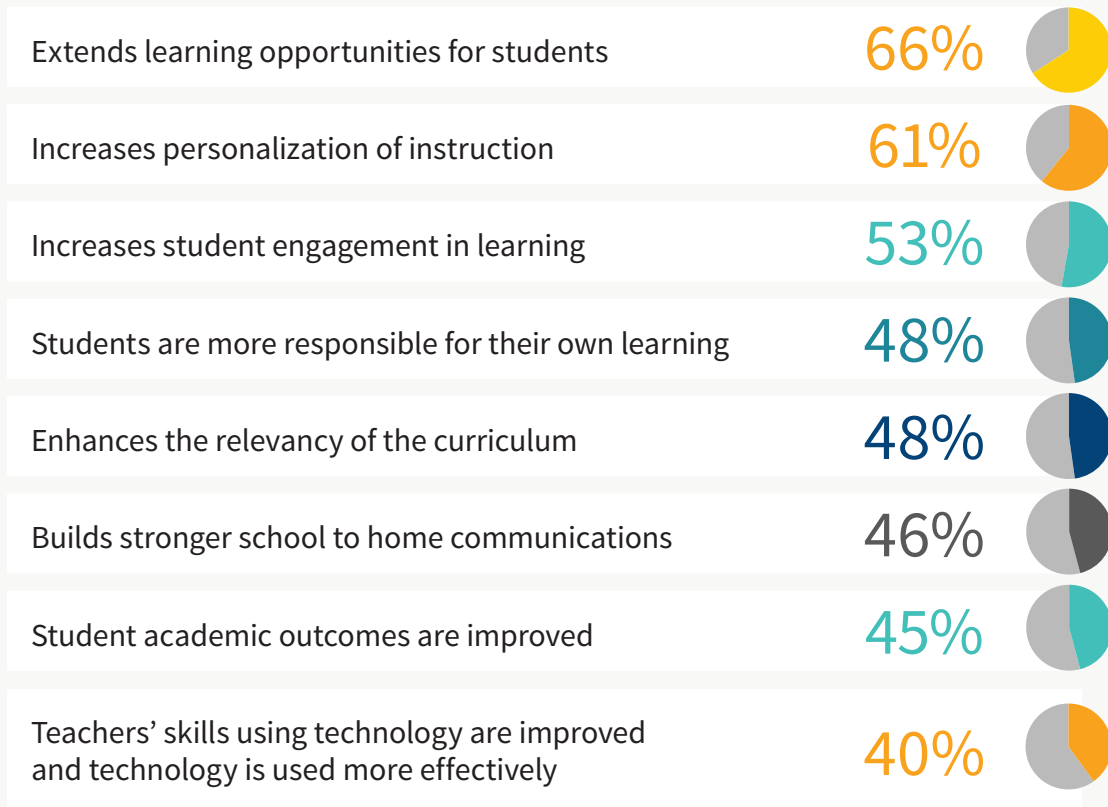 Extends learning opportunities for students 66%
Increases personalization of instruction 61%
Increases student engagement in learning 53%
Students are more responsible for their own learning 48%
Enhances the relevancy of the curriculum 48%
Builds stronger school to home communications 46%
Student academic outcomes are improved 45%
Teachers’ skills using technology are improved
and technology is used more effectively 40%